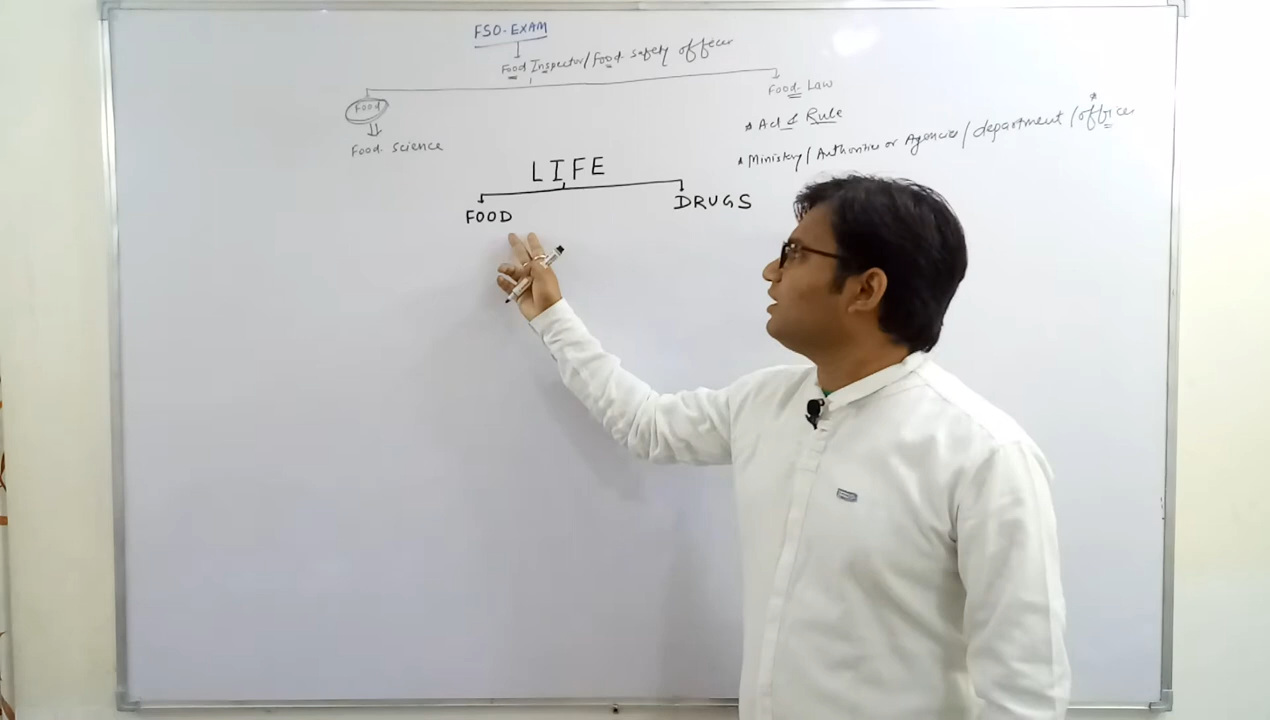 FSO-EXAM
Food Inspector/Food safety officer
Food
Food Law
Food science
* Act & Rule
* Ministry/Authorities or Agencies/department/office
LIFE
FOOD
DRUGS